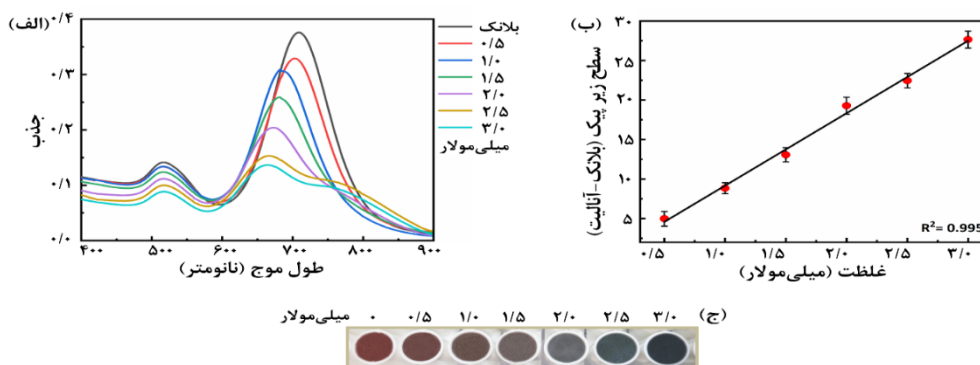 (الف)
جذب
۰/۴
۰/۳
۰/۲
۰/۱
۰/۰
۴۰۰ ۵۰۰ ۶۰۰ ۷۰۰ ۸۰۰ ۹۰۰
طول موج (نانومتر)
بلانک
۰/۵
۱/۰
۱/۵
۲/۰
۲/۵
۳/۰
میلی‌مولار
(ب)
سطح زیر پیک (بلانک-آنالیت)
۳۰
۲۵
۲۰
۱۵
۱۰
۵
R²= 0.995
۰/۵ ۱/۰ ۱/۵ ۲/۰ ۲/۵ ۳/۰
غلظت (میلی‌مولار)
(ج)
میلی‌مولار ۰ ۰/۵ ۱/۰ ۱/۵ ۲/۰ ۲/۵ ۳/۰